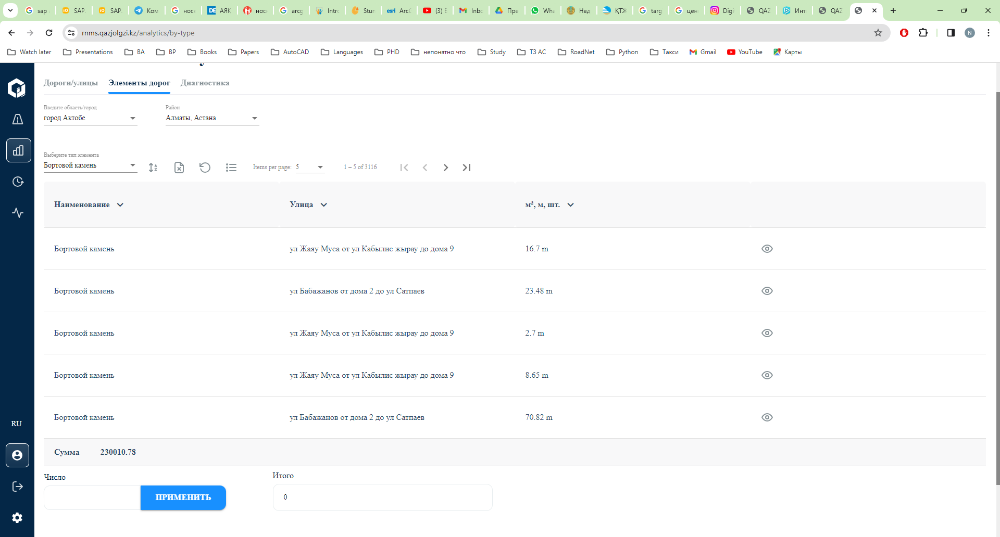 sap
SAP.
SAP.
Ком
носк
АЯҚ
нос
arcg
Intro
Stur
ArcG
(3) Е
Inbo
Пре
Wha
Нед
ҚТЖ
targ
цен
Digi
QAZ
Инт
QAZ
rnms.qazjolgzi.kz/analytics/by-type
N
Watch later
Presentations
BA
BP
Books
Papers
AutoCAD
Languages
PHD
непонятно что
Study
ТЗ АС
RoadNet
Python
Такси
Gmail
YouTube
Карты
Дороги/улицы
Элементы дорог
Диагностика
Введите область/город
Район
город Актобе
Алматы, Астана
Выберите тип элемента
Бортовой камень
Items per page:
5
1 – 5 of 3116
Наименование
Улица
м², м, шт.
Бортовой камень
ул Жаяу Муса от ул Кабылис жырау до дома 9
16.7 m
Бортовой камень
ул Бабажанов от дома 2 до ул Сатпаев
23.48 m
Бортовой камень
ул Жаяу Муса от ул Кабылис жырау до дома 9
2.7 m
Бортовой камень
ул Жаяу Муса от ул Кабылис жырау до дома 9
8.65 m
Бортовой камень
ул Бабажанов от дома 2 до ул Сатпаев
70.82 m
Сумма
230010.78
Число
Итого
ПРИМЕНИТЬ
0
RU